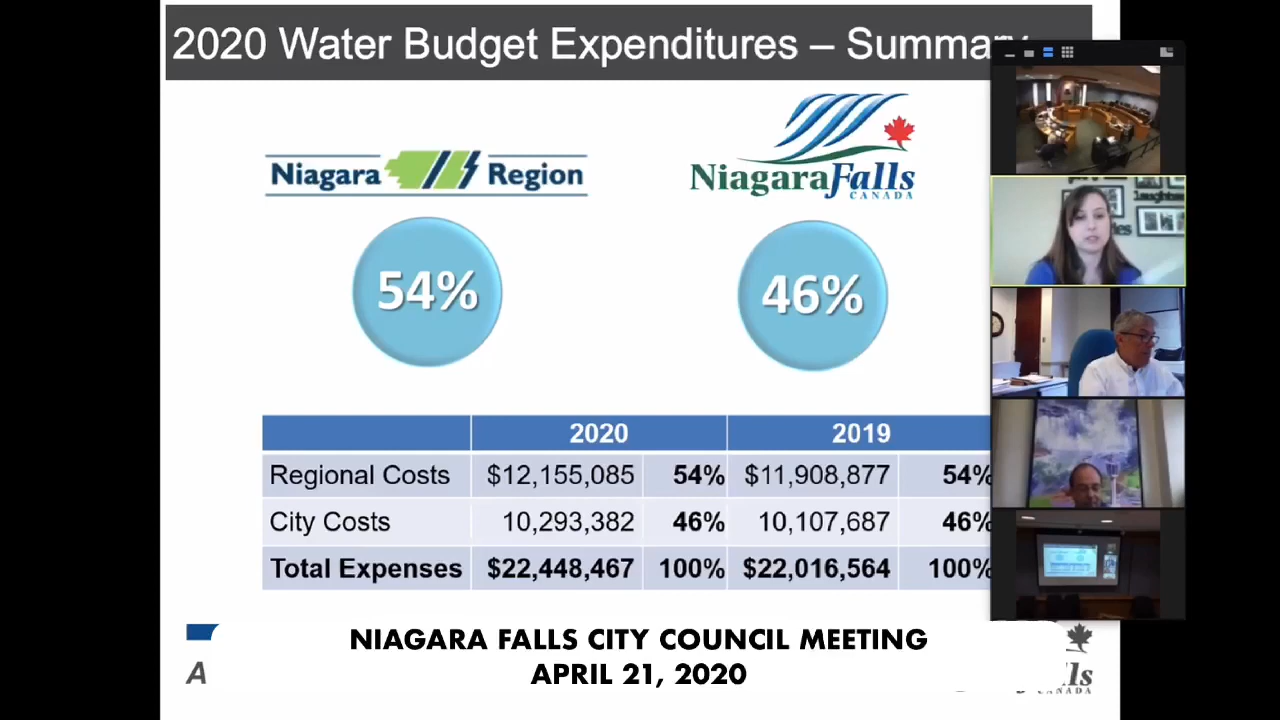 2020 Water Budget Expenditures – Summary
Niagara Region
NiagaraFalls
CANADA
54%
46%
2020 2019
Regional Costs $12,155,085 54% $11,908,877 54%
City Costs 10,293,382 46% 10,107,687 46%
Total Expenses $22,448,467 100% $22,016,564 100%
NIAGARA FALLS CITY COUNCIL MEETING
APRIL 21, 2020
A
lls
CANADA